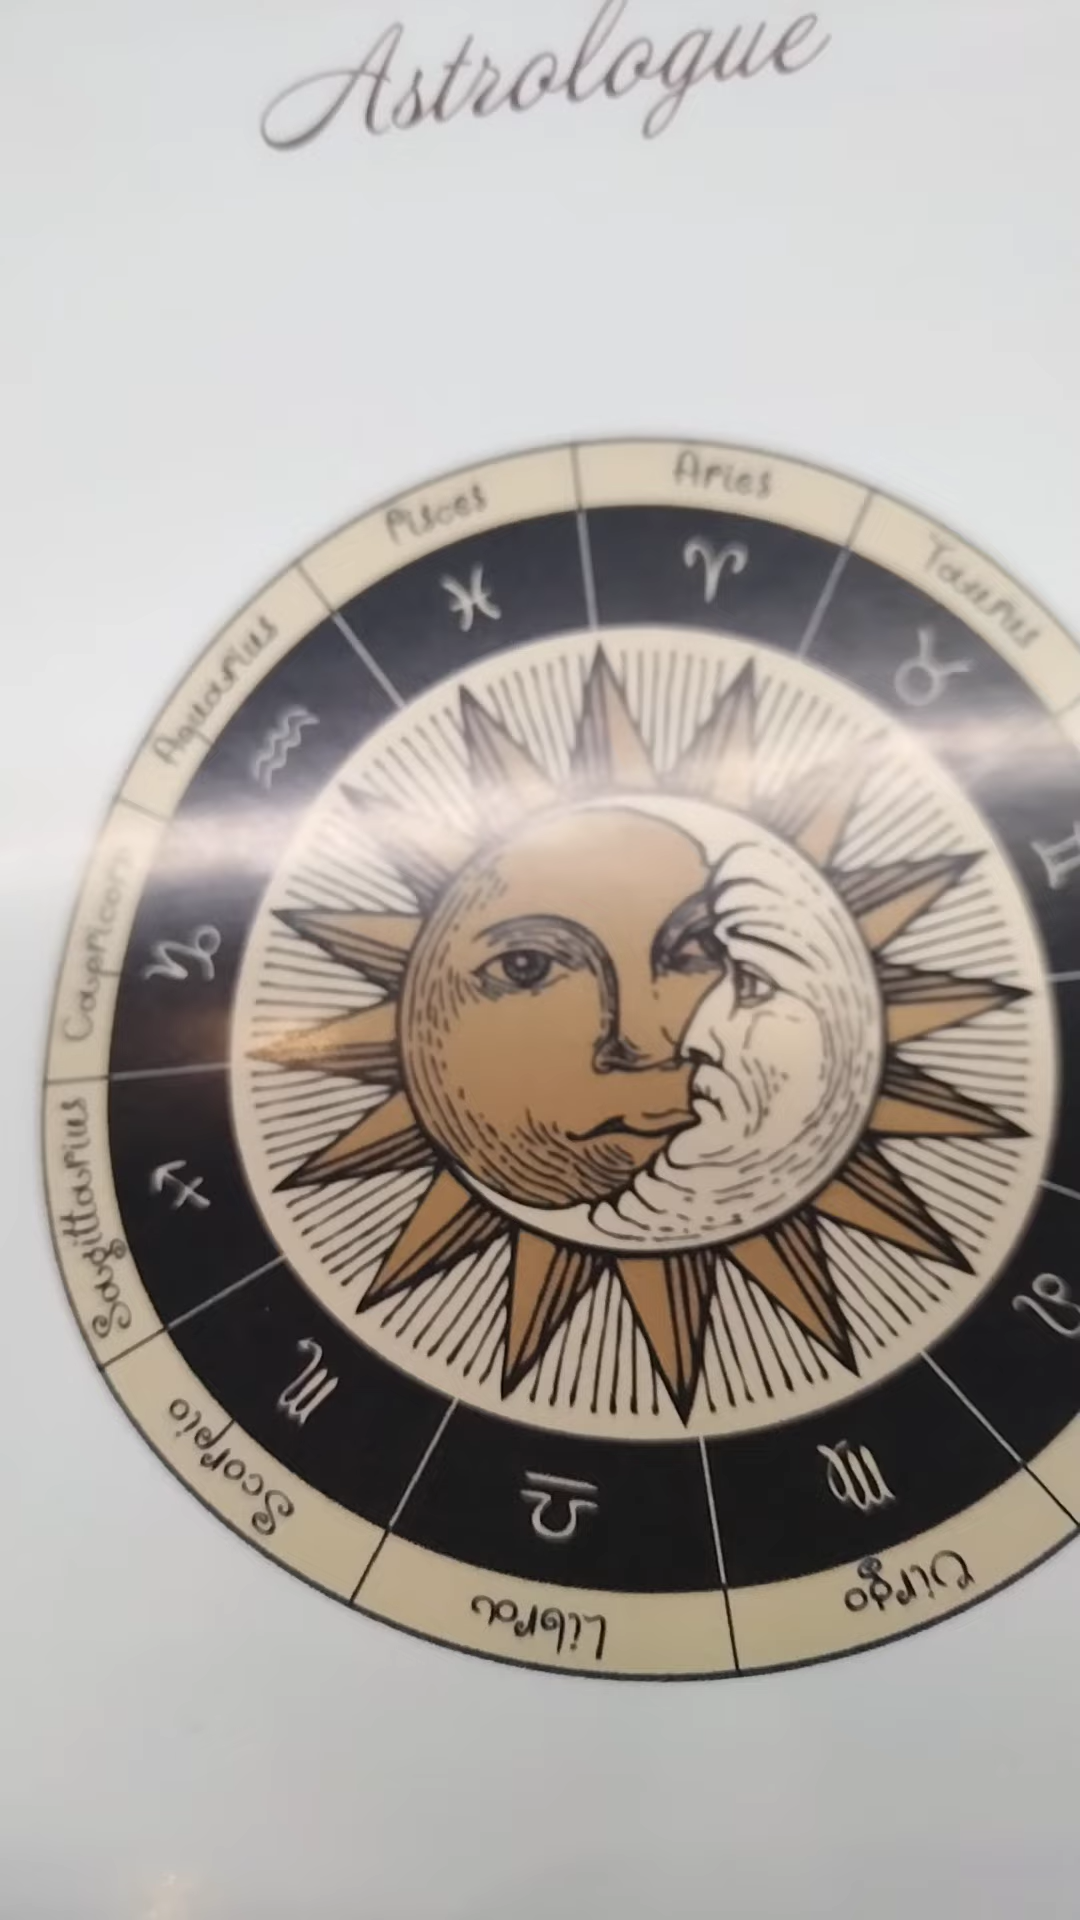 Astrologue
Aries
Taurus
Virgo
Libra
Scorpio
Sagittarius
Capricorn
Aquarius
Pisces